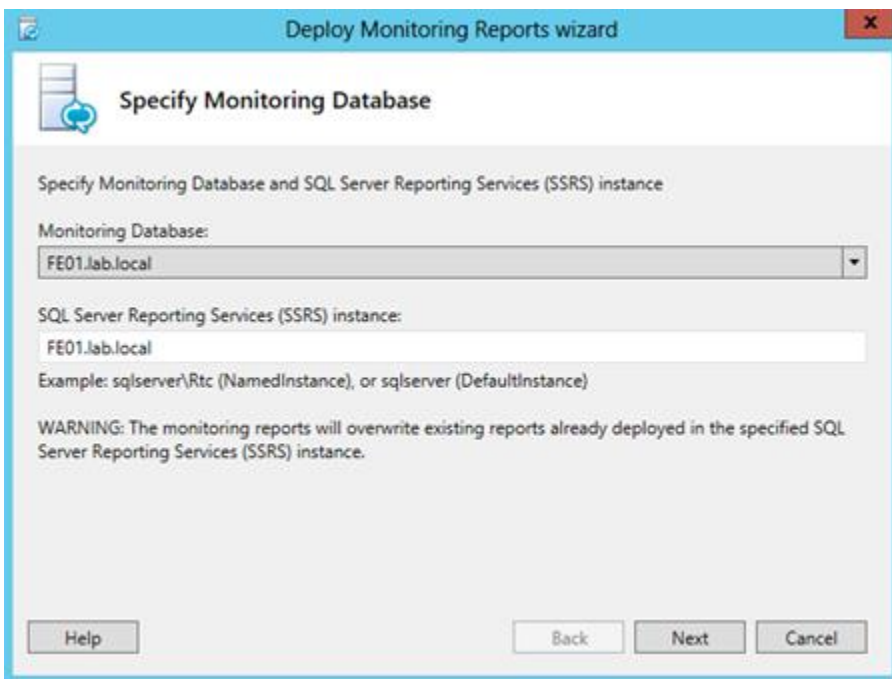 Deploy Monitoring Reports wizard
x
Specify Monitoring Database
Specify Monitoring Database and SQL Server Reporting Services (SSRS) instance
Monitoring Database:
FE01.lab.local
SQL Server Reporting Services (SSRS) instance:
FE01.lab.local
Example: sqlserver\Rtc (NamedInstance), or sqlserver (DefaultInstance)
WARNING: The monitoring reports will overwrite existing reports already deployed in the specified SQL
Server Reporting Services (SSRS) instance.
Help Back Next Cancel